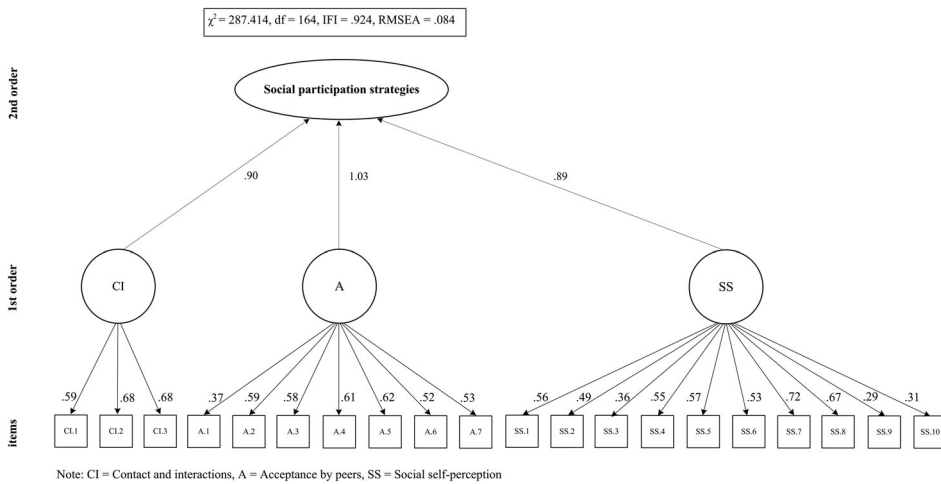 χ² = 287.414, df = 164, IFI = .924, RMSEA = .084
2nd order
Social participation strategies
.90 1.03 .89
1st order
CI A SS
.59 .68 .68 .37 .59 .58 .61 .62 .52 .53 .56 .49 .36 .55 .57 .53 .72 .67 .29 .31
items
CI.1 CI.2 CI.3 A.1 A.2 A.3 A.4 A.5 A.6 A.7 SS.1 SS.2 SS.3 SS.4 SS.5 SS.6 SS.7 SS.8 SS.9 SS.10
Note: CI = Contact and interactions, A = Acceptance by peers, SS = Social self-perception